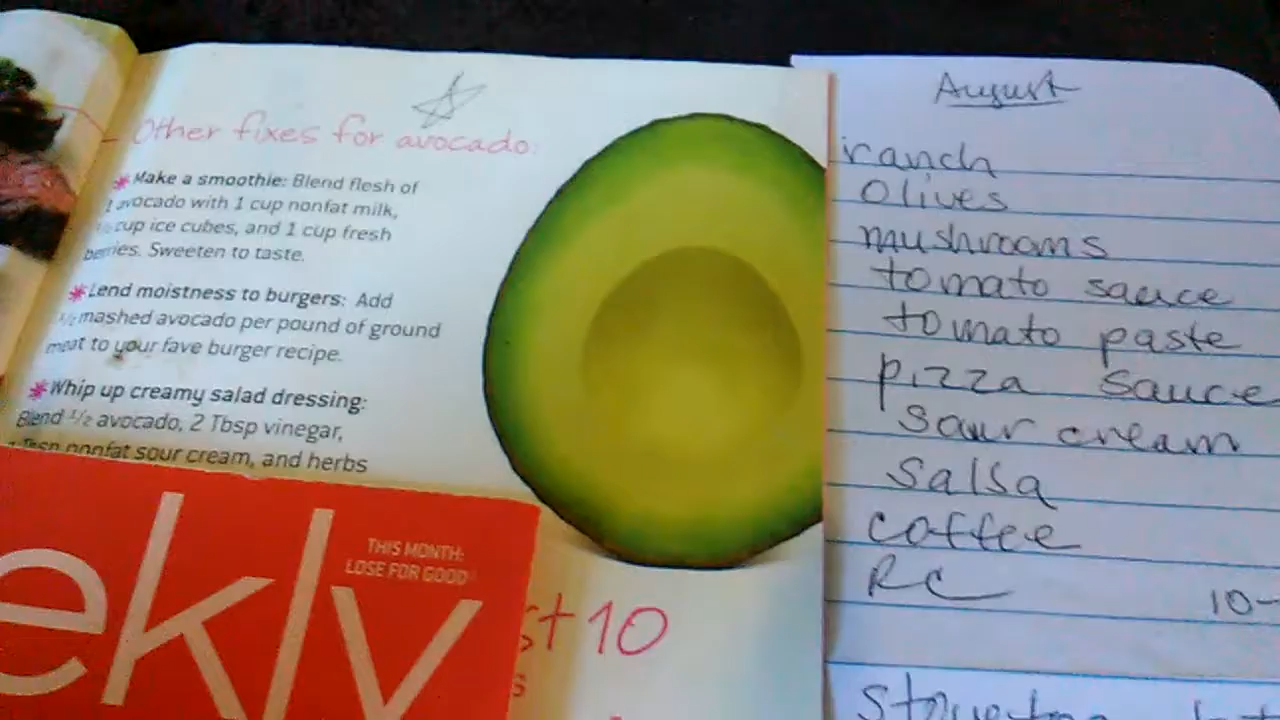 Other fixes for avocado:
*Make a smoothie: Blend flesh of
avocado with 1 cup nonfat milk,
cup ice cubes, and 1 cup fresh
berries. Sweeten to taste.
*Lend moistness to burgers: Add
1/2 mashed avocado per pound of ground
meat to your fave burger recipe.
*Whip up creamy salad dressing:
Blend 1/2 avocado, 2 Tbsp vinegar,
Tbsp nonfat sour cream, and herbs
ekly
THIS MONTH:
LOSE FOR GOOD
st 10
s
August
ranch
Olives
mushrooms
tomato sauce
tomato paste
pizza sauce
sour cream
salsa
coffee
RC
10-